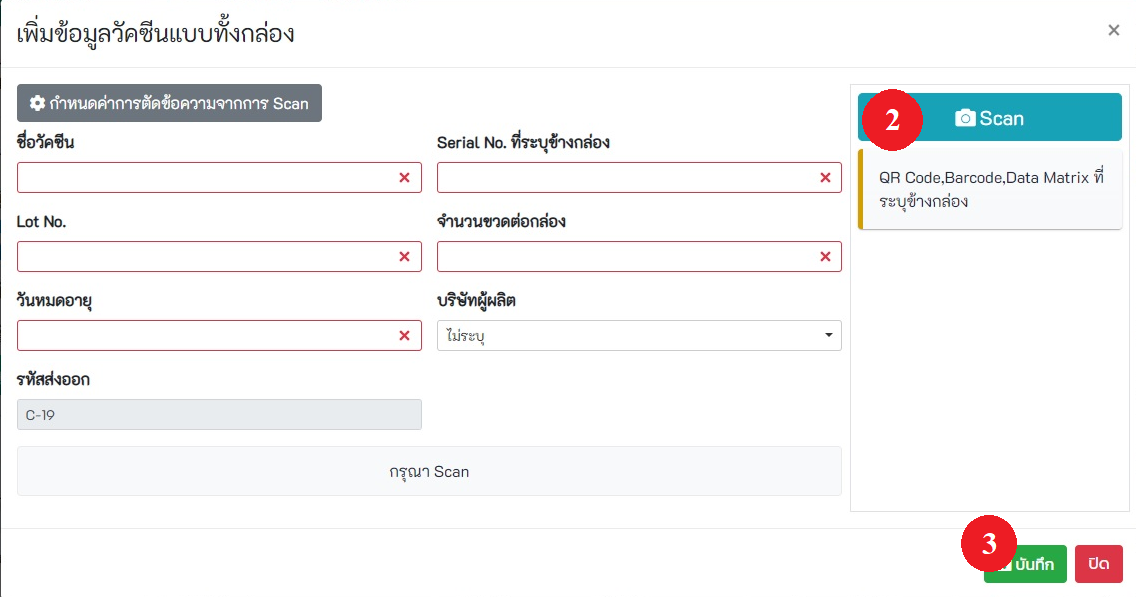 เพิ่มข้อมูลวัคซีนแบบทั้งกล่อง
×
กำหนดค่าการตัดข้อความจากการ Scan
2
Scan
ชื่อวัคซีน
Serial No. ที่ระบุข้างกล่อง
QR Code,Barcode,Data Matrix ที่
ระบุข้างกล่อง
Lot No.
จำนวนขวดต่อกล่อง
วันหมดอายุ
บริษัทผู้ผลิต
ไม่ระบุ
รหัสส่งออก
C-19
กรุณา Scan
3
บันทึก
ปิด